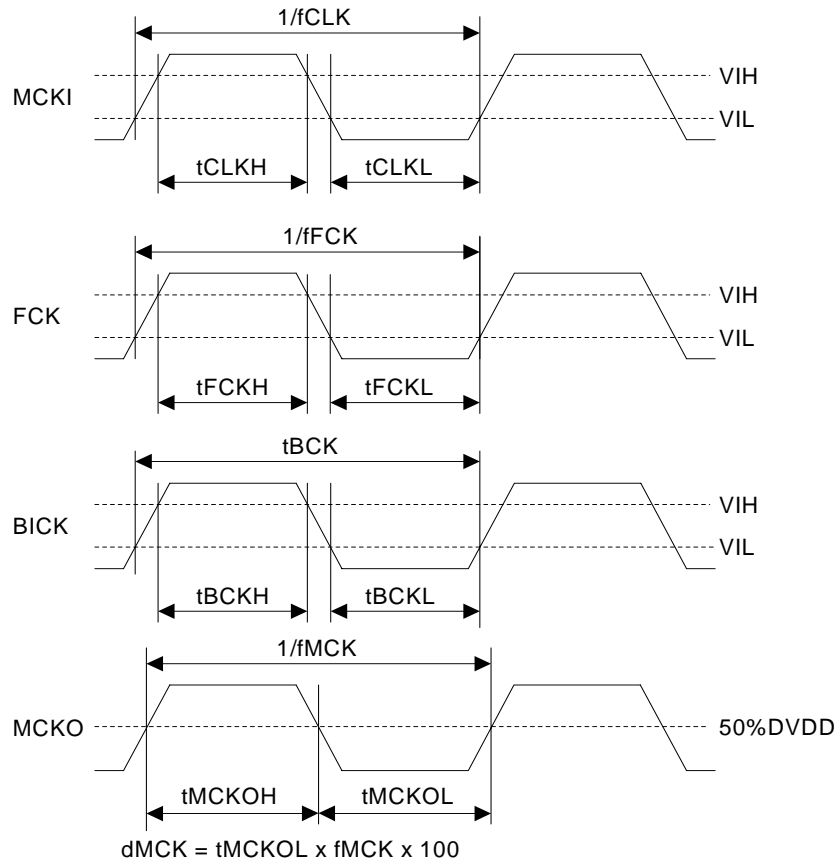 1/fCLK
MCKI
VIH
VIL
tCLKH
tCLKL
1/fFCK
FCK
VIH
VIL
tFCKH
tFCKL
tBCK
BICK
VIH
VIL
tBCKH
tBCKL
1/fMCK
MCKO
50%DVDD
tMCKOH
tMCKOL
dMCK = tMCKOL x fMCK x 100